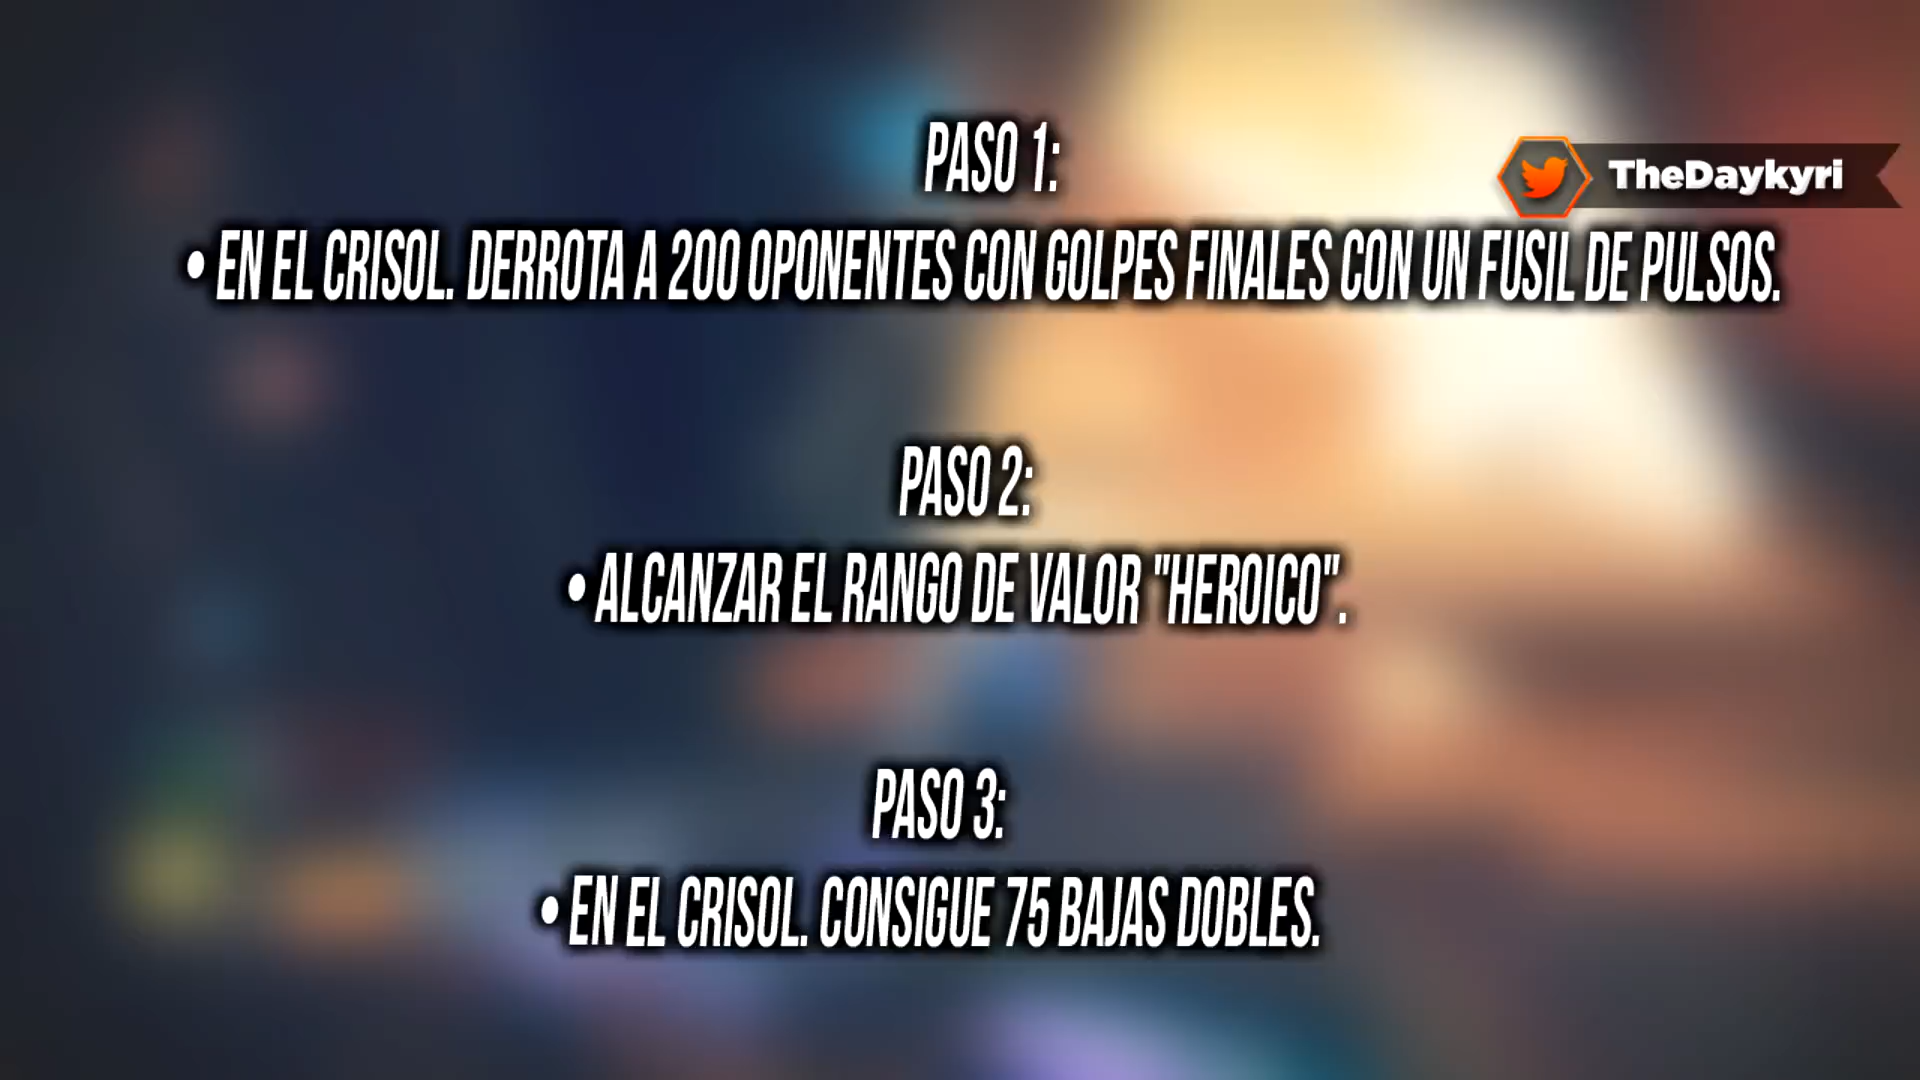 PASO 1:
TheDaykyri
• EN EL CRISOL. DERROTA A 200 OPONENTES CON GOLPES FINALES CON UN FUSIL DE PULSOS.
PASO 2:
• ALCANZAR EL RANGO DE VALOR "HEROICO".
PASO 3:
• EN EL CRISOL. CONSIGUE 75 BAJAS DOBLES.